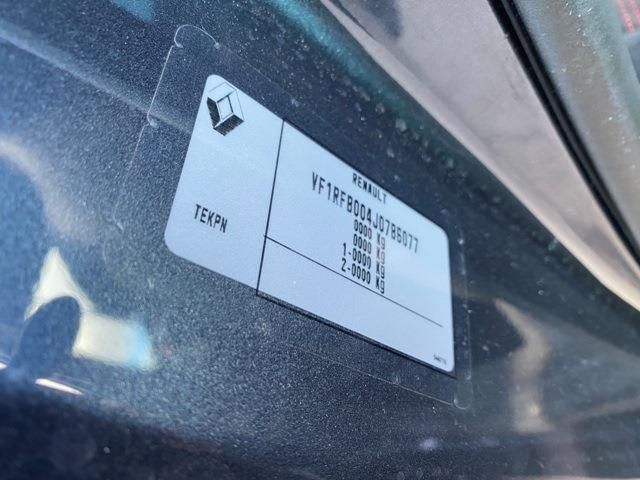 RENAULT
VF1RFB004J0786077
0000 kg
0000 kg
1-0000 kg
2-0000 kg
TEKPN